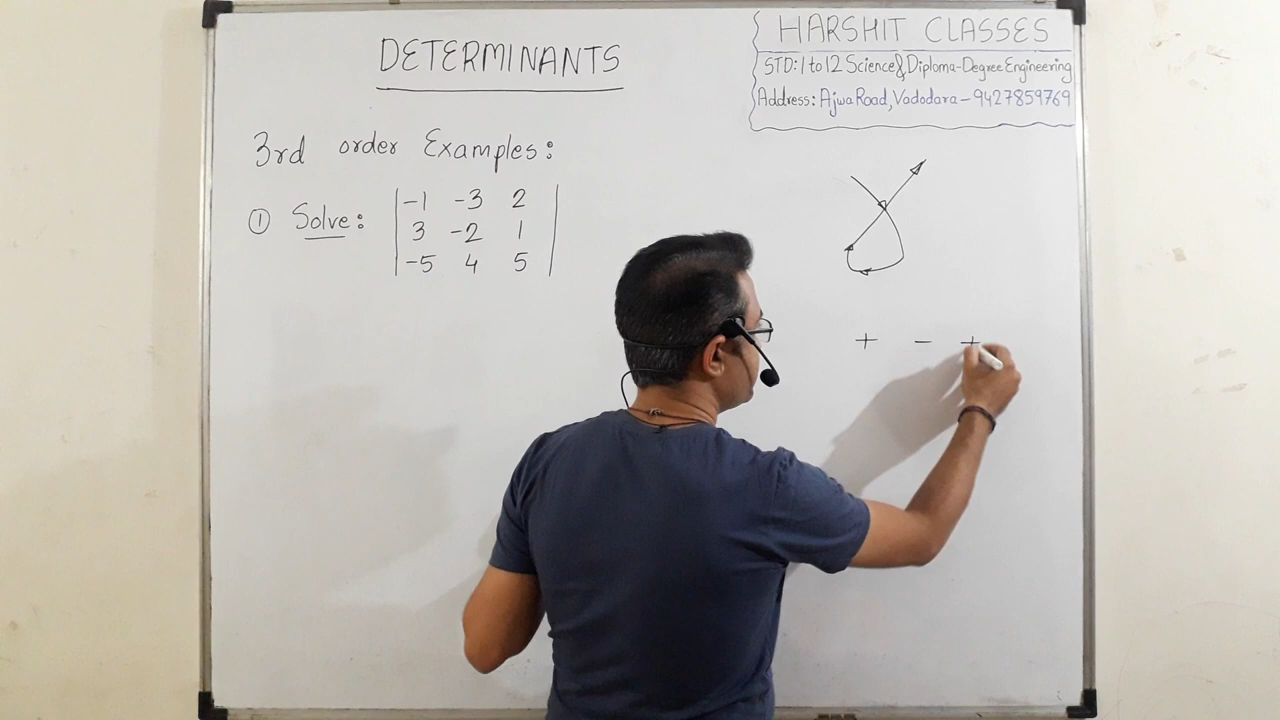 DETERMINANTS
HARSHIT CLASSES
STD: 1 to 12 Science & Diploma-Degree Engineering
Address: Ajwa Road, Vadodara – 9427859769
3rd order Examples:
① Solve: | -1 -3 2 |
| 3 -2 1 |
| -5 4 5 |
+ - +